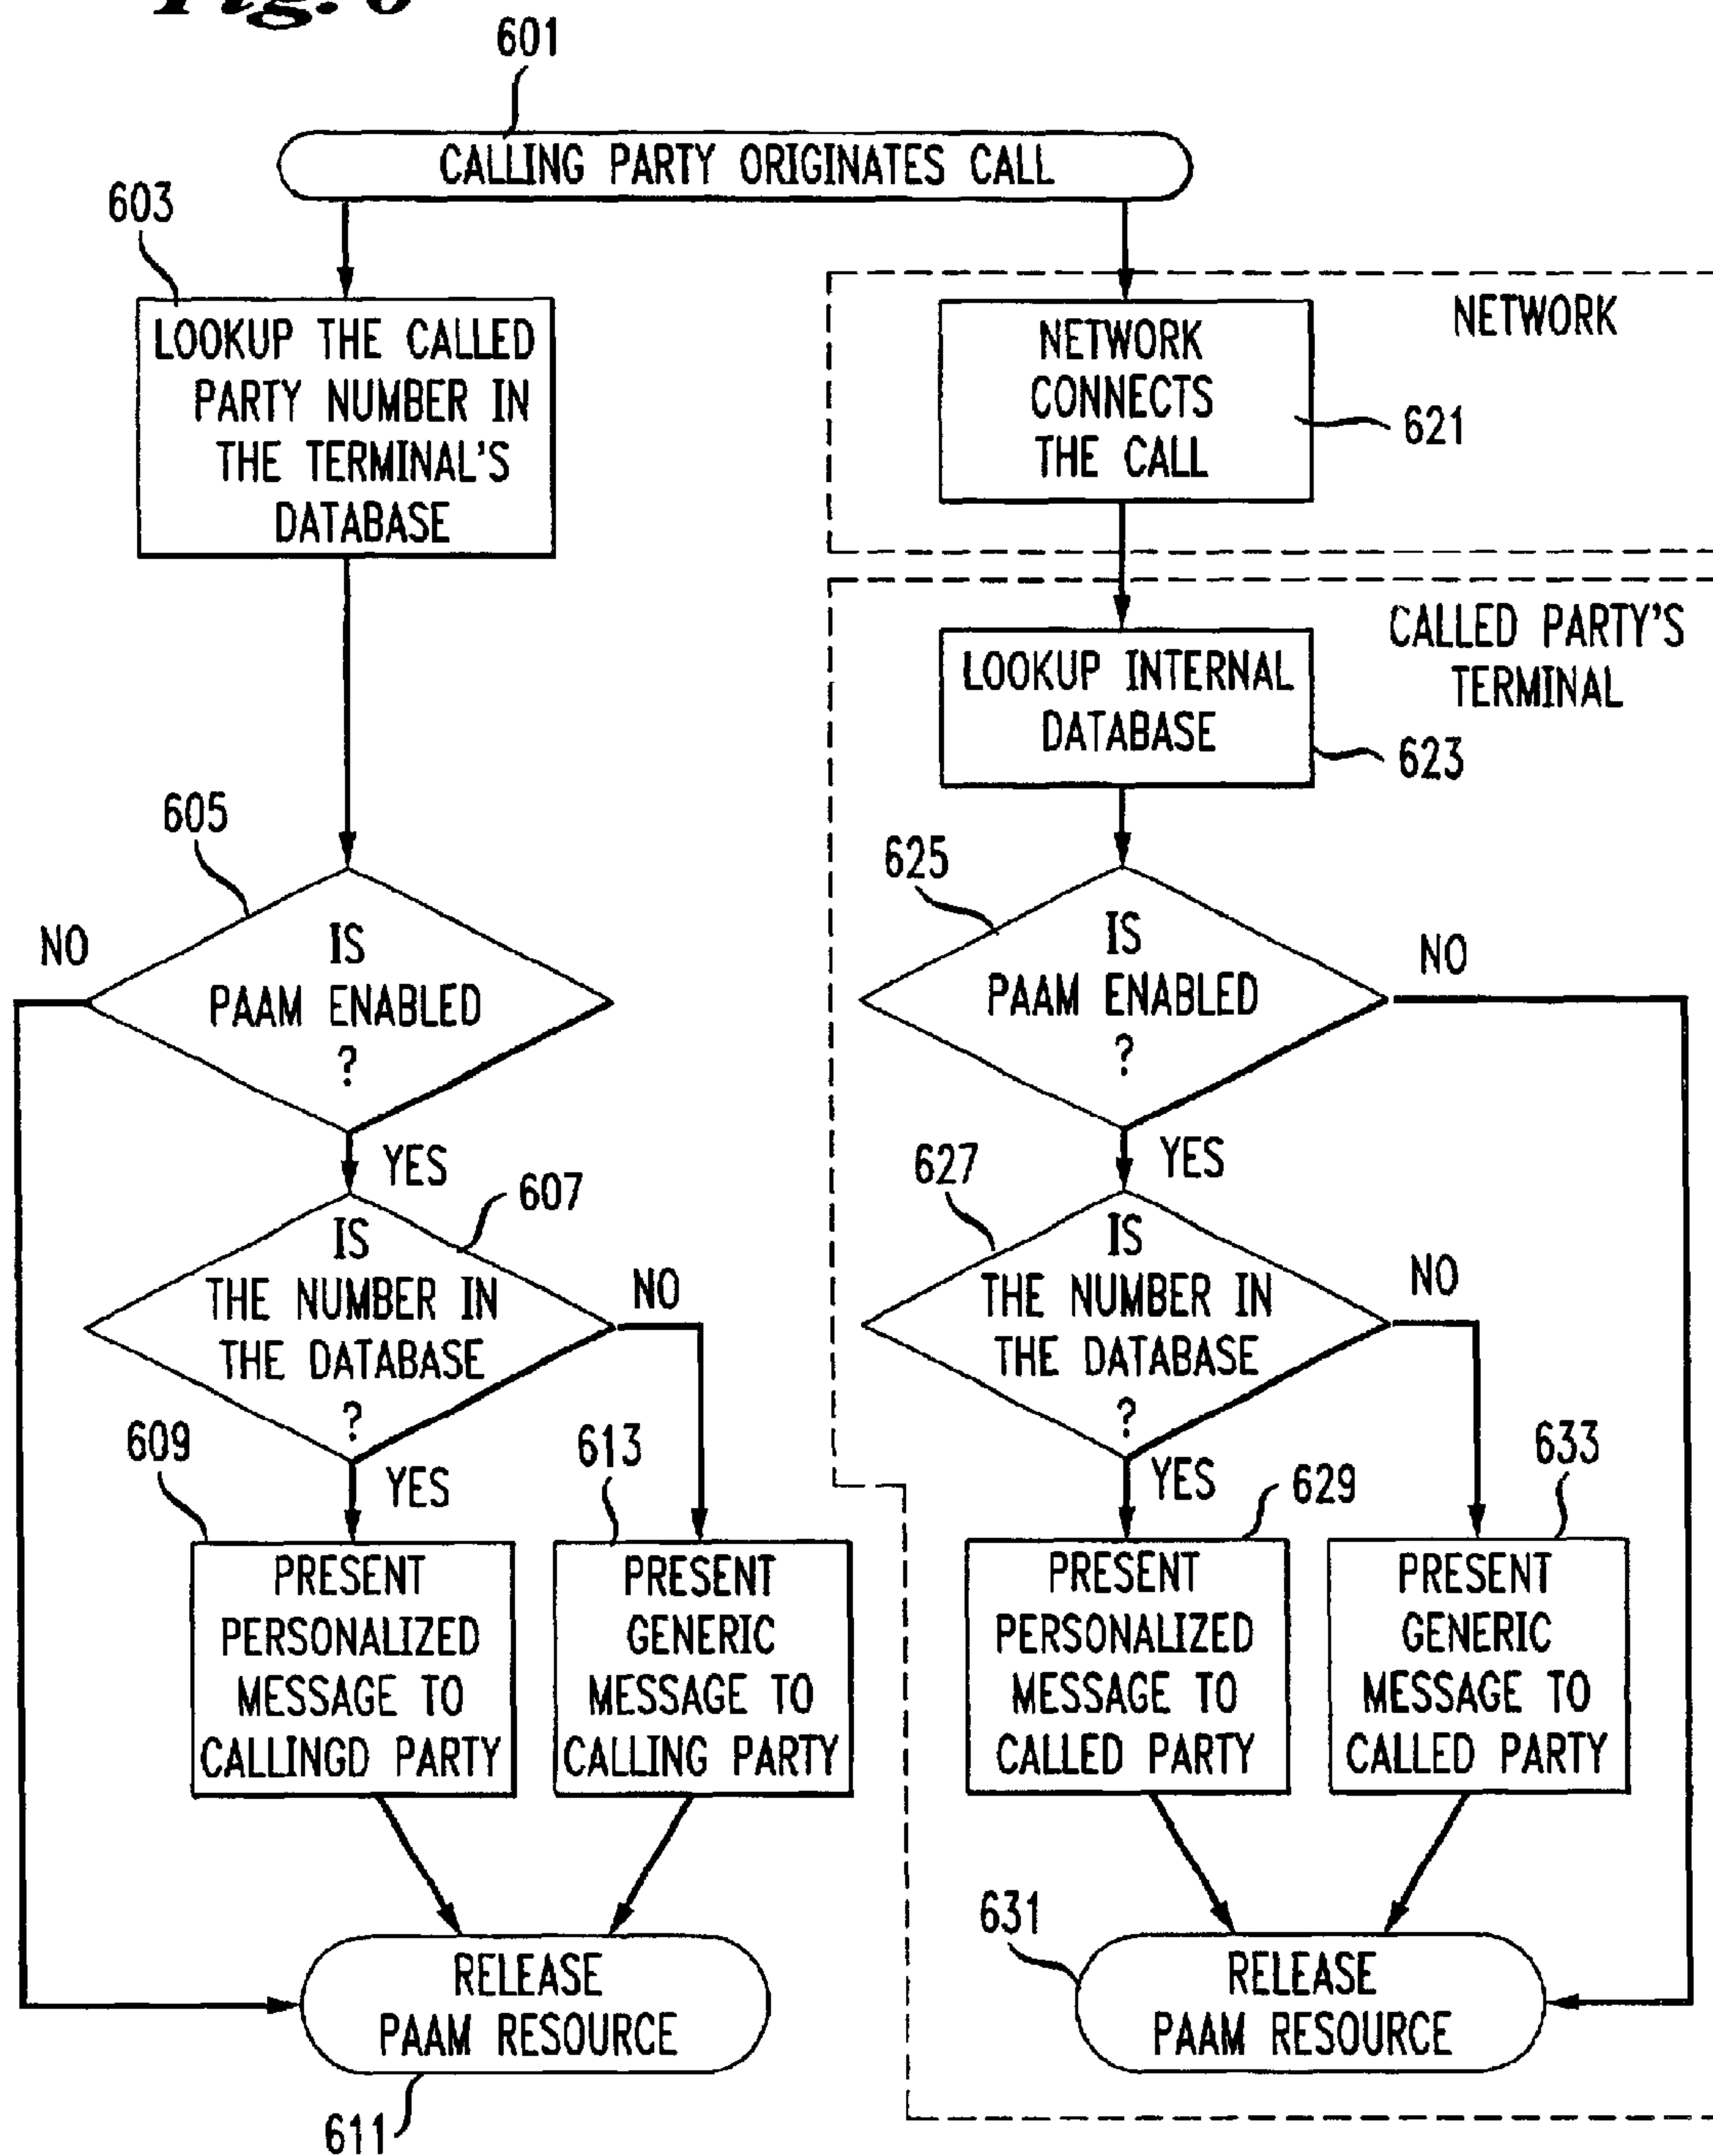 601
CALLING PARTY ORIGINATES CALL
603
LOOKUP THE CALLED
PARTY NUMBER IN
THE TERMINAL'S
DATABASE
NETWORK
NETWORK
CONNECTS
THE CALL
621
CALLED PARTY'S
TERMINAL
LOOKUP INTERNAL
DATABASE
623
605
NO
IS
PAAM ENABLED
?
YES
625
IS
PAAM ENABLED
?
NO
YES
607
IS
THE NUMBER IN
THE DATABASE
?
NO
YES
627
IS
THE NUMBER IN
THE DATABASE
?
NO
YES
609
PRESENT
PERSONALIZED
MESSAGE TO
CALLINGD PARTY
613
PRESENT
GENERIC
MESSAGE TO
CALLING PARTY
629
PRESENT
PERSONALIZED
MESSAGE TO
CALLED PARTY
633
PRESENT
GENERIC
MESSAGE TO
CALLED PARTY
RELEASE
PAAM RESOURCE
611
631
RELEASE
PAAM RESOURCE